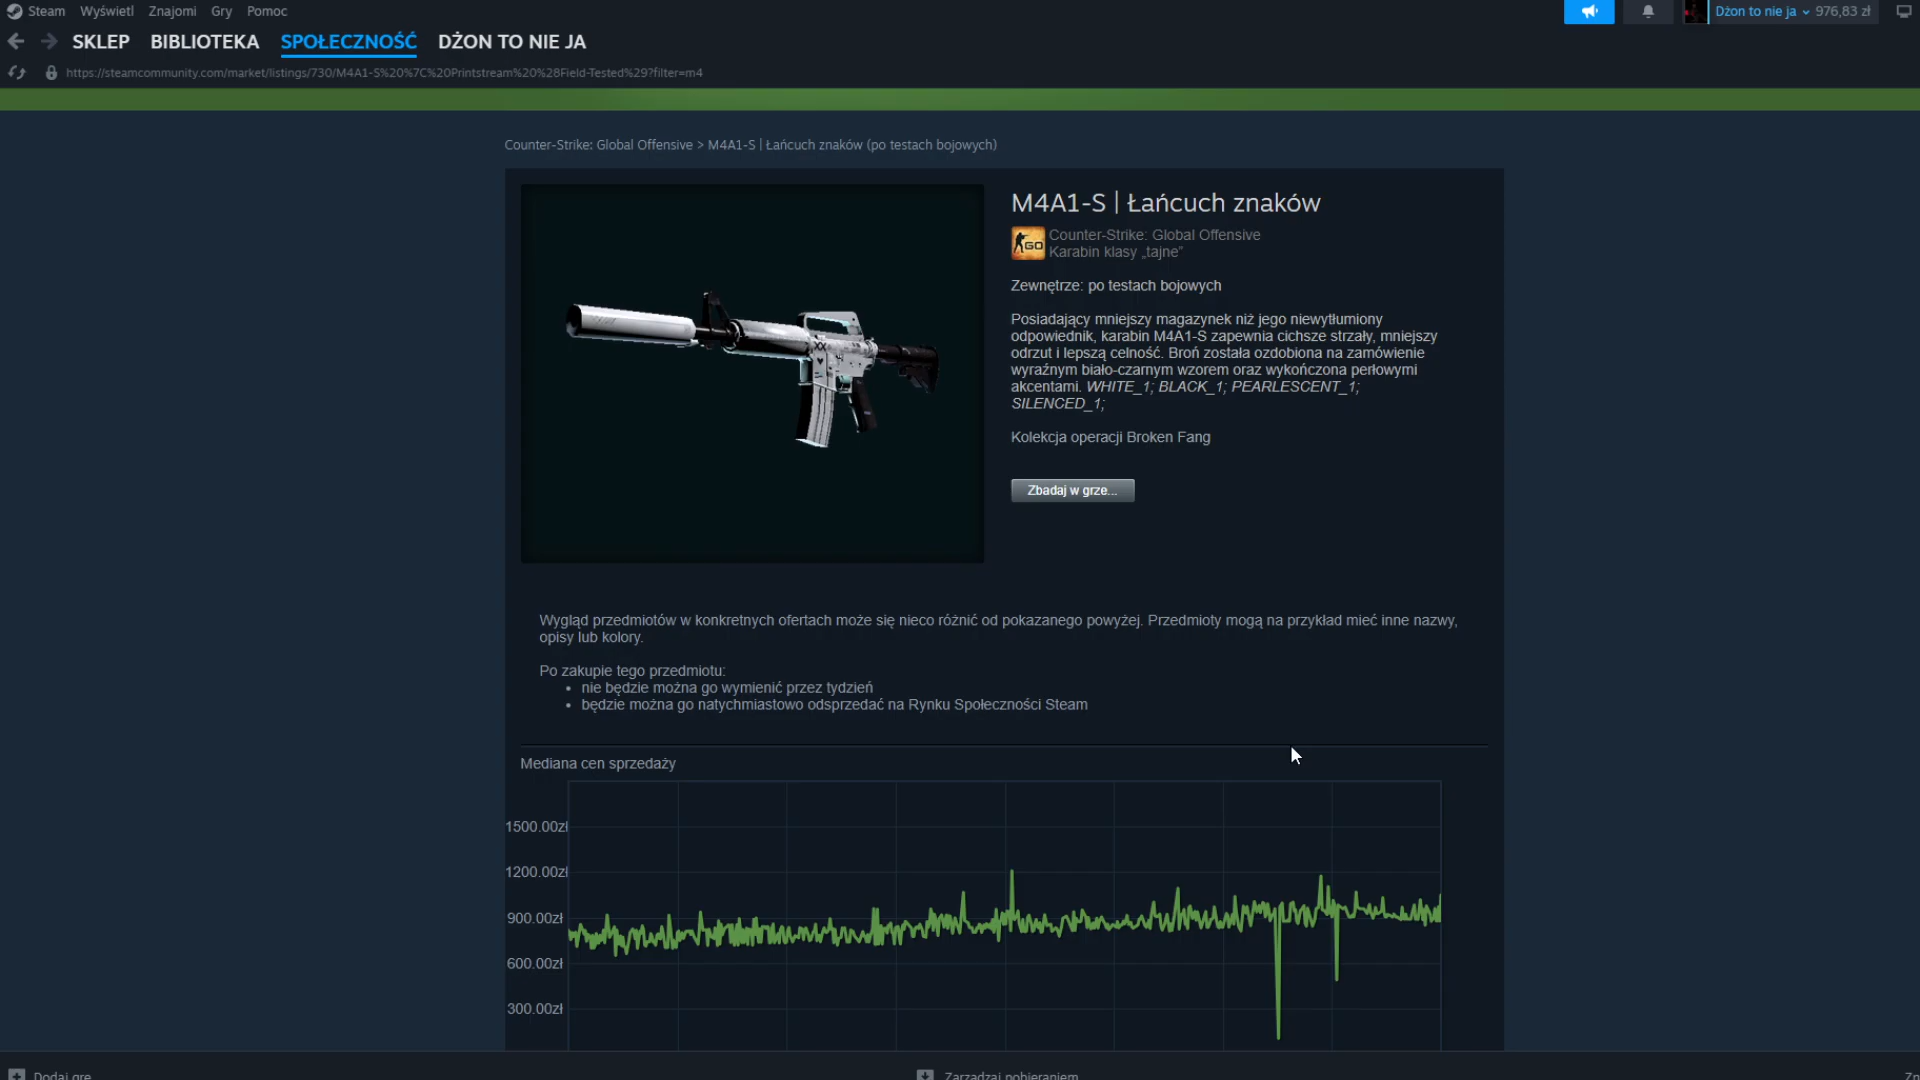 Steam Wyświetl Znajomi Gry Pomoc
Dżon to nie ja 976,83 zł
SKLEP BIBLIOTEKA SPOŁECZNOŚĆ DŻON TO NIE JA
https://steamcommunity.com/market/listings/730/M4A1-S%20%7C%20Printstream%20%28Field-Tested%29?filter=m4
Counter-Strike: Global Offensive > M4A1-S | Łańcuch znaków (po testach bojowych)
M4A1-S | Łańcuch znaków
GO
Counter-Strike: Global Offensive
Karabin klasy „tajne”
Zewnętrze: po testach bojowych
Posiadający mniejszy magazynek niż jego niewytłumiony
odpowiednik, karabin M4A1-S zapewnia cichsze strzały, mniejszy
odrzut i lepszą celność. Broń została ozdobiona na zamówienie
wyraźnym biało-czarnym wzorem oraz wykończona perłowymi
akcentami. WHITE_1; BLACK_1; PEARLESCENT_1;
SILENCED_1;
Kolekcja operacji Broken Fang
Zbadaj w grze...
Wygląd przedmiotów w konkretnych ofertach może się nieco różnić od pokazanego powyżej. Przedmioty mogą na przykład mieć inne nazwy,
opisy lub kolory.
Po zakupie tego przedmiotu:
• nie będzie można go wymienić przez tydzień
• będzie można go natychmiastowo odsprzedać na Rynku Społeczności Steam
Mediana cen sprzedaży
1500.00zł
1200.00zł
900.00zł
600.00zł
300.00zł
Dodaj grę
Zarządzaj pobieraniem
Zn